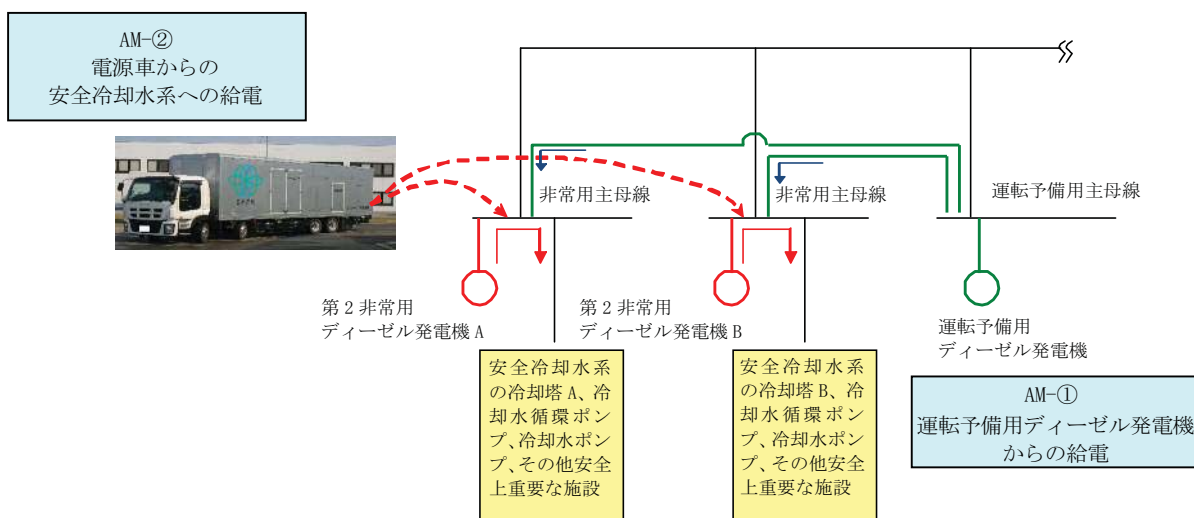 AM-②
電源車からの
安全冷却水系への給電
非常用主母線
非常用主母線
運転予備用主母線
第2非常用
ディーゼル発電機A
第2非常用
ディーゼル発電機B
運転予備用
ディーゼル発電機
安全冷却水系
の冷却塔A、冷
却水循環ポン
プ、冷却水ポン
プ、その他安全
上重要な施設
安全冷却水系
の冷却塔B、冷
却水循環ポン
プ、冷却水ポン
プ、その他安全
上重要な施設
AM-①
運転予備用ディーゼル発電機
からの給電